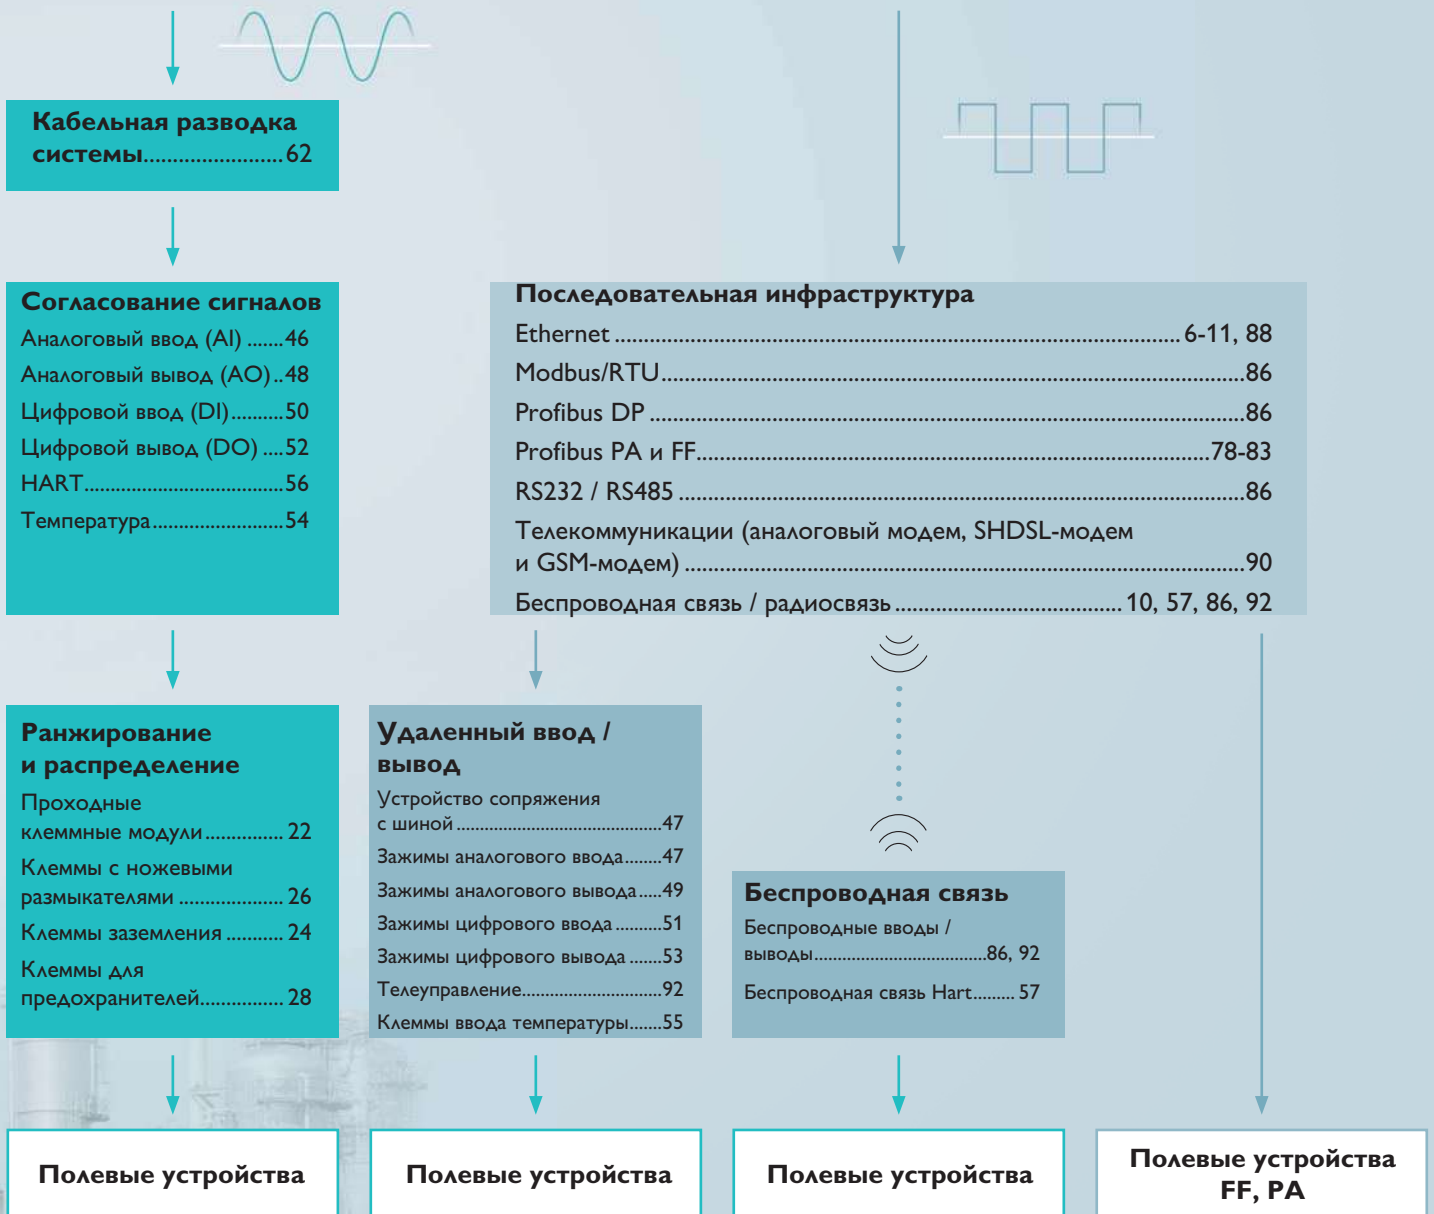 Кабельная разводка
системы........................62
Согласование сигналов
Аналоговый ввод (AI) .......46
Аналоговый вывод (AO)..48
Цифровой ввод (DI).........50
Цифровой вывод (DO) ....52
HART..................................56
Температура.......................54
Последовательная инфраструктура
Ethernet ................................................................................................. 6-11, 88
Modbus/RTU....................................................................................................86
Profibus DP ......................................................................................................86
Profibus PA и FF.........................................................................................78-83
RS232 / RS485 .................................................................................................86
Телекоммуникации (аналоговый модем, SHDSL-модем
и GSM-модем) ................................................................................................90
Беспроводная связь / радиосвязь ....................................... 10, 57, 86, 92
Ранжирование
и распределение
Проходные
клеммные модули.............. 22
Клеммы с ножевыми
размыкателями .................. 26
Клеммы заземления ........... 24
Клеммы для
предохранителей............... 28
Удаленный ввод /
вывод
Устройство сопряжения
с шиной ..........................................47
Зажимы аналогового ввода........47
Зажимы аналогового вывода.....49
Зажимы цифрового ввода ..........51
Зажимы цифрового вывода .......53
Телеуправление.............................92
Клеммы ввода температуры.......55
Беспроводная связь
Беспроводные вводы /
выводы...................................86, 92
Беспроводная связь Hart......... 57
Полевые устройства
Полевые устройства
Полевые устройства
Полевые устройства
FF, PA